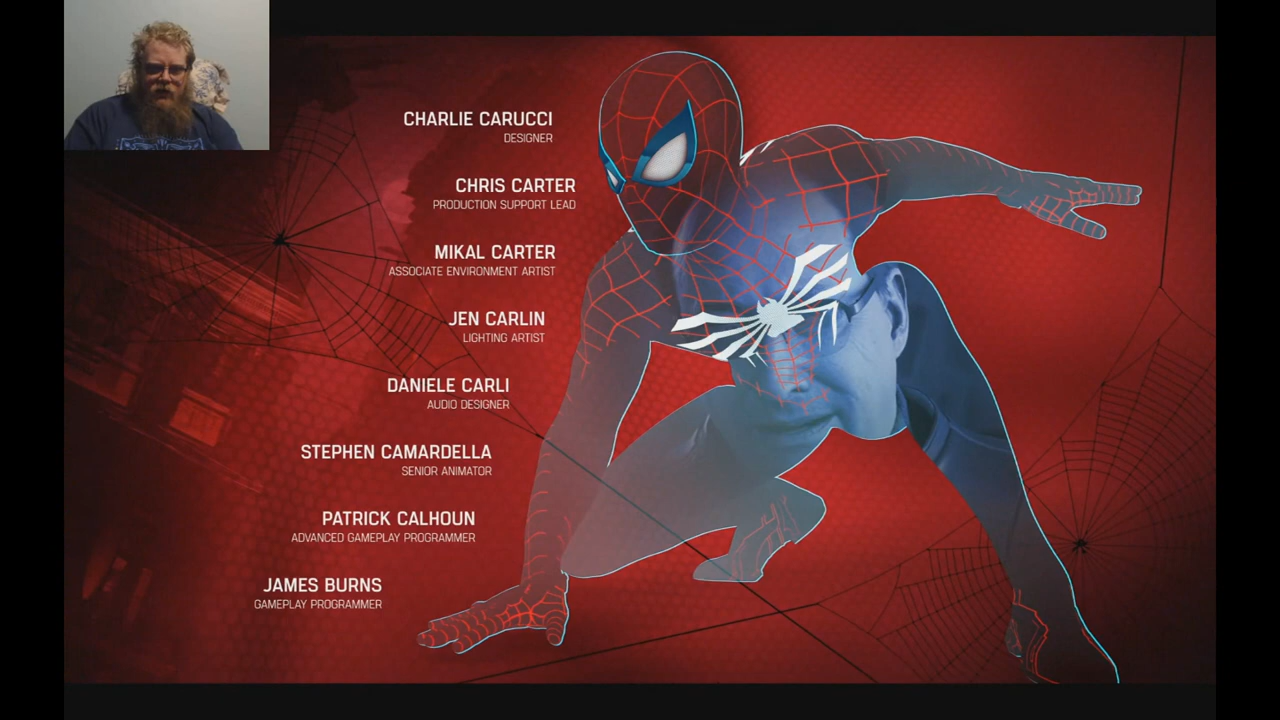 CHARLIE CARUCCI
DESIGNER
CHRIS CARTER
PRODUCTION SUPPORT LEAD
MIKAL CARTER
ASSOCIATE ENVIRONMENT ARTIST
JEN CARLIN
LIGHTING ARTIST
DANIELE CARLI
AUDIO DESIGNER
STEPHEN CAMARDELLA
SENIOR ANIMATOR
PATRICK CALHOUN
ADVANCED GAMEPLAY PROGRAMMER
JAMES BURNS
GAMEPLAY PROGRAMMER